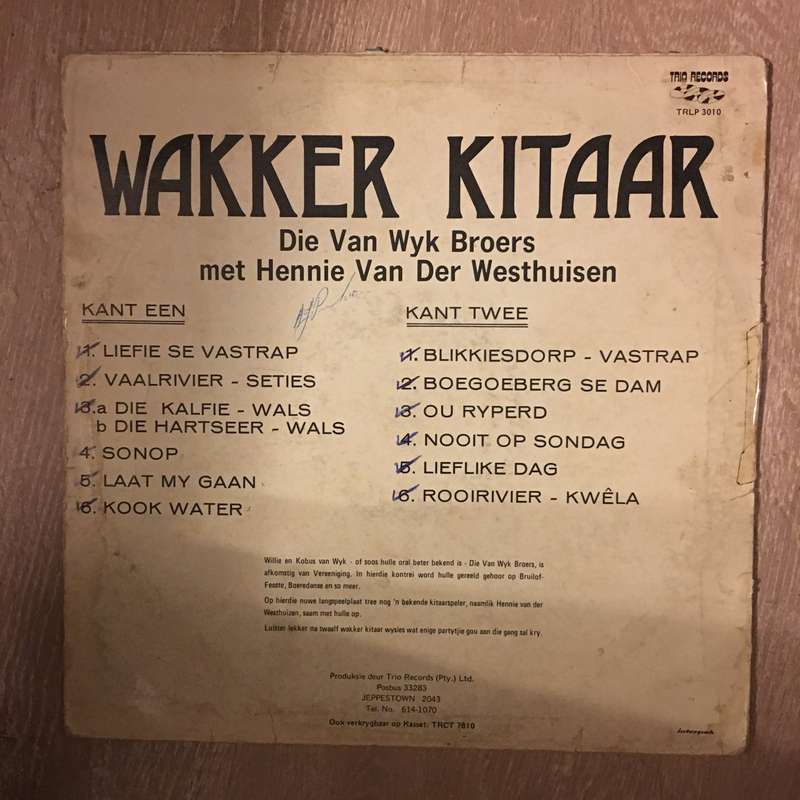 TRIO RECORDS
TRLP 3010
WAKKER KITAAR
Die Van Wyk Broers
met Hennie Van Der Westhuisen
KANT EEN
1. LIEFIE SE VASTRAP
2. VAALRIVIER - SETIES
3.a DIE KALFIE - WALS
b DIE HARTSEER - WALS
4. SONOP
5. LAAT MY GAAN
6. KOOK WATER
KANT TWEE
1. BLIKKIESDORP - VASTRAP
2. BOEGOEBERG SE DAM
3. OU RYPERD
4. NOOIT OP SONDAG
5. LIEFLIKE DAG
6. ROOIRIVIER - KWÊLA
Willie en Kobus van Wyk - of soos hulle oral beter bekend is - Die Van Wyk Broers, is
afkomstig van Vereeniging. In hierdie kontrei word hulle gereeld gehoor op Bruilof-
Feeste, Boeredanse en so meer.
Op hierdie nuwe langspeelplaat tree nog 'n bekende kitaarspeler, naamlik Hennie van der
Westhuizen, saam met hulle op.
Luister lekker na twaalf wakker kitaar wysies wat enige partytjie gou aan die gang sal kry.
Produksie deur Trio Records (Pty.) Ltd.
Posbus 33283
JEPPESTOWN 2043
Tel. No. 614-1070
Ook verkrygbaar op Kasset: TRCT 7810
Interpak